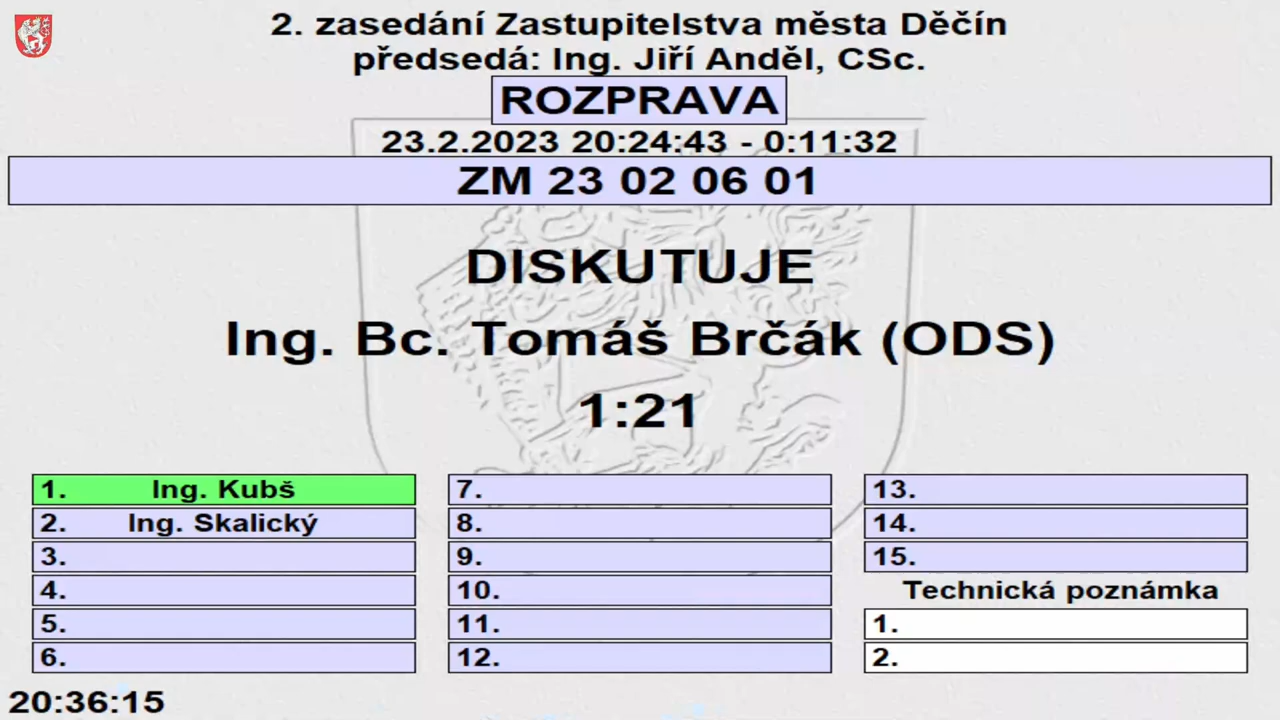 2. zasedání Zastupitelstva města Děčín
předsedá: Ing. Jiří Anděl, CSc.
ROZPRAVA
23.2.2023 20:24:43 - 0:11:32
ZM 23 02 06 01
DISKUTUJE
Ing. Bc. Tomáš Brčák (ODS)
1:21
1. Ing. Kubš
2. Ing. Skalický
3.
4.
5.
6.
7.
8.
9.
10.
11.
12.
13.
14.
15.
Technická poznámka
1.
2.
20:36:15